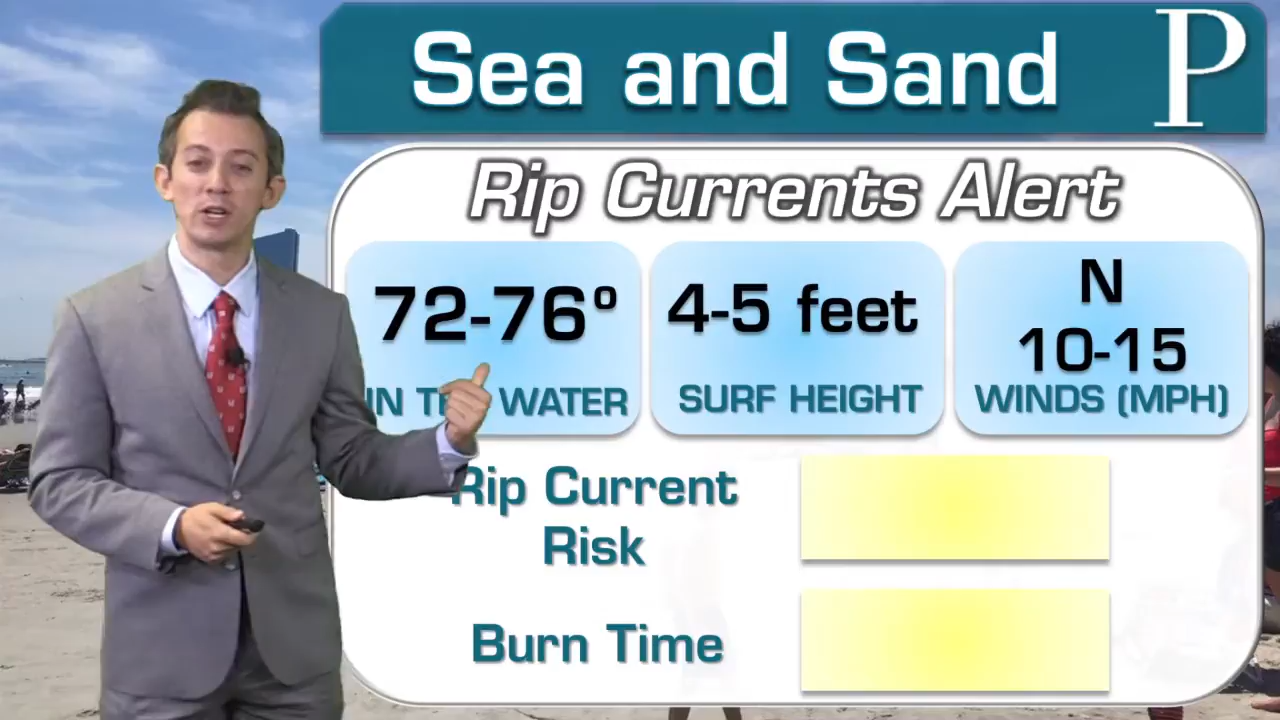 Sea and Sand
P
Rip Currents Alert
72-76°
4-5 feet
N
10-15
IN WATER
SURF HEIGHT
WINDS (MPH)
Rip Current
Risk
Burn Time